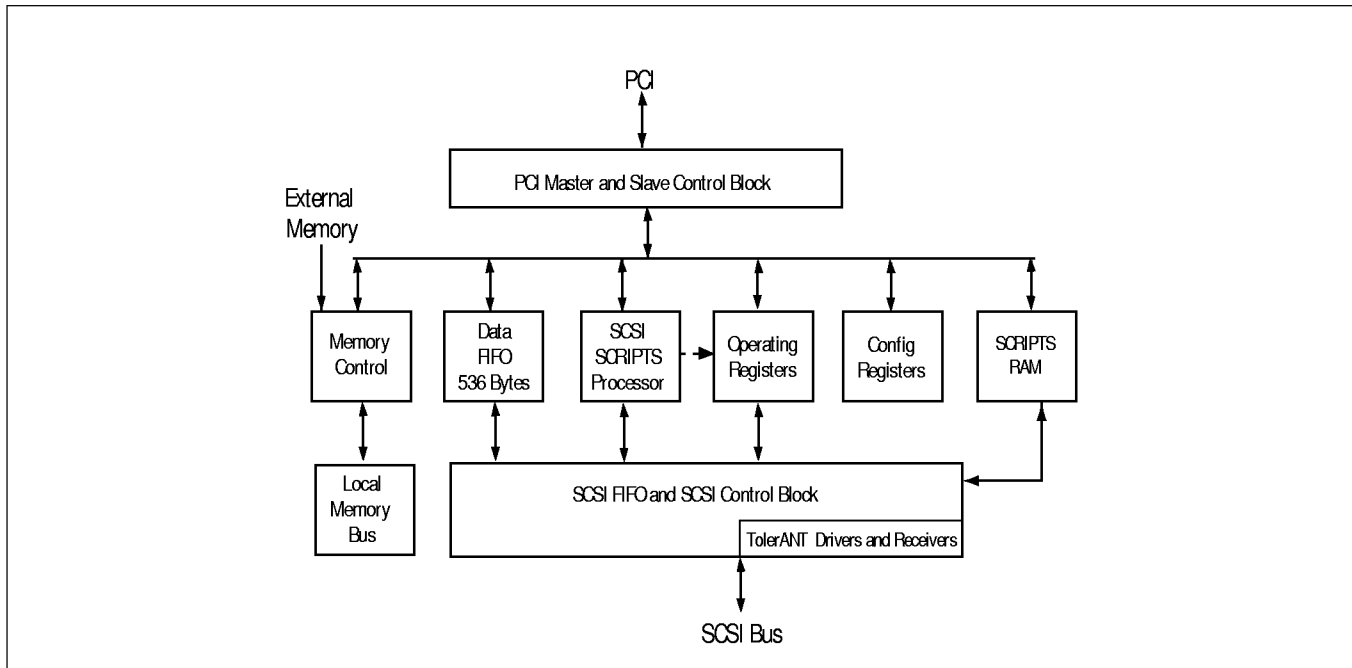 PCI
PCI Master and Slave Control Block
External
Memory
Memory
Control
Data
FIFO
536 Bytes
SCSI
SCRIPTS
Processor
Operating
Registers
Config
Registers
SCRIPTS
RAM
Local
Memory
Bus
SCSI FIFO and SCSI Control Block
TolerANT Drivers and Receivers
SCSI Bus